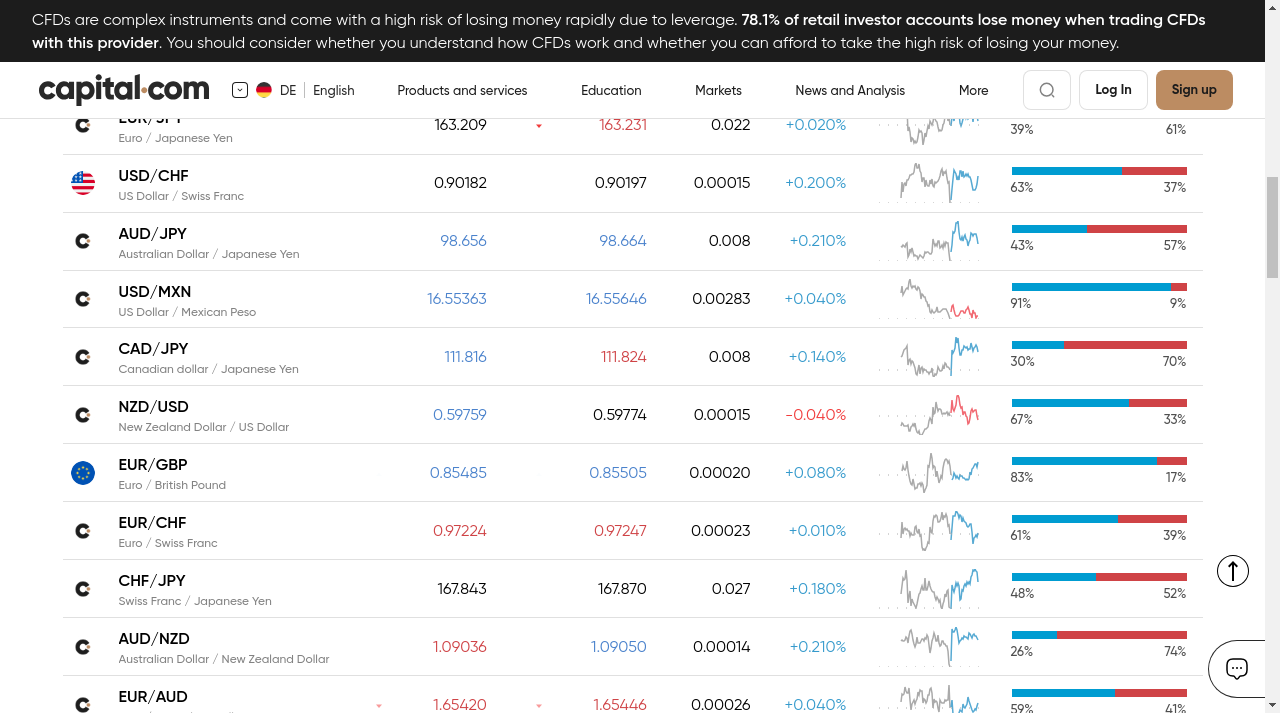 CFDs are complex instruments and come with a high risk of losing money rapidly due to leverage. 78.1% of retail investor accounts lose money when trading CFDs
with this provider. You should consider whether you understand how CFDs work and whether you can afford to take the high risk of losing your money.
capital.com DE English Products and services Education Markets News and Analysis More Log In Sign up
EUR/JPY 163.209 163.231 0.022 +0.020% 39% 61%
Euro / Japanese Yen
USD/CHF 0.90182 0.90197 0.00015 +0.200% 63% 37%
US Dollar / Swiss Franc
AUD/JPY 98.656 98.664 0.008 +0.210% 43% 57%
Australian Dollar / Japanese Yen
USD/MXN 16.55363 16.55646 0.00283 +0.040% 91% 9%
US Dollar / Mexican Peso
CAD/JPY 111.816 111.824 0.008 +0.140% 30% 70%
Canadian dollar / Japanese Yen
NZD/USD 0.59759 0.59774 0.00015 -0.040% 67% 33%
New Zealand Dollar / US Dollar
EUR/GBP 0.85485 0.85505 0.00020 +0.080% 83% 17%
Euro / British Pound
EUR/CHF 0.97224 0.97247 0.00023 +0.010% 61% 39%
Euro / Swiss Franc
CHF/JPY 167.843 167.870 0.027 +0.180% 48% 52%
Swiss Franc / Japanese Yen
AUD/NZD 1.09036 1.09050 0.00014 +0.210% 26% 74%
Australian Dollar / New Zealand Dollar
EUR/AUD 1.65420 1.65446 0.00026 +0.040% 59% 41%